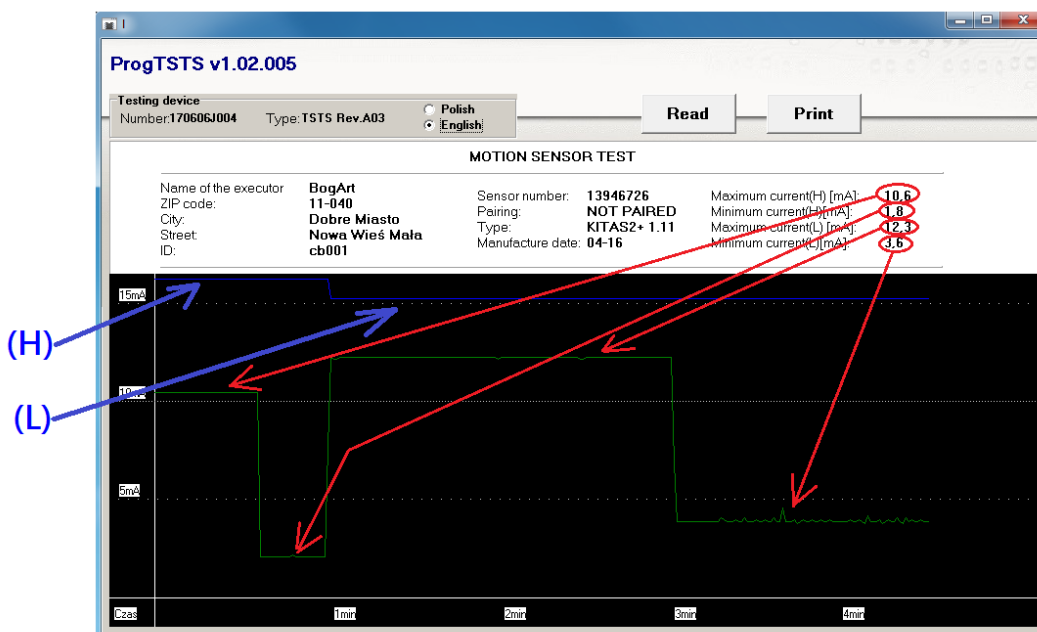 ProgTSTS v1.02.005
Testing device
Number:170606J004 Type:TSTS Rev.A03
Polish
English
Read
Print
MOTION SENSOR TEST
Name of the executor BogArt
ZIP code: 11-040
City: Dobre Miasto
Street: Nowa Wieś Mała
ID: cb001
Sensor number: 13946726
Pairing: NOT PAIRED
Type: KITAS2+ 1.11
Manufacture date: 04-16
Maximum current(H) [mA]: 10,6
Minimum current(H)[mA]: 1,8
Maximum current(L) [mA]: 12,3
Minimum current(L)[mA]: 3,6
15mA
(H)
10mA
(L)
5mA
Czas 1min 2min 3min 4min